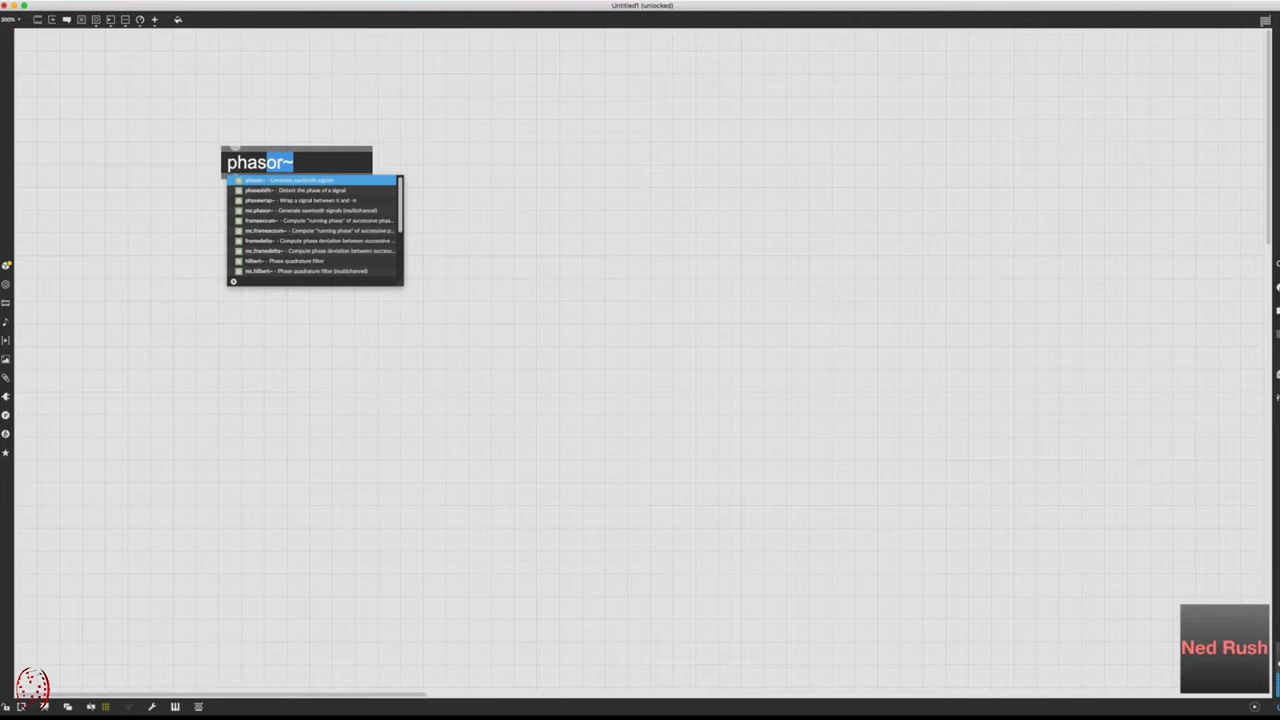 Untitled1 (unlocked)
300%
phasor~
phasor~ - Generate sawtooth signals
phaseshift~ - Distort the phase of a signal
phasewrap~ - Wrap a signal between π and -π
mc.phasor~ - Generate sawtooth signals (multichannel)
frameaccum~ - Compute "running phase" of successive phas...
mc.frameaccum~ - Compute "running phase" of successive p...
framedelta~ - Compute phase deviation between successive ...
mc.framedelta~ - Compute phase deviation between succes...
hilbert~ - Phase quadrature filter
mc.hilbert~ - Phase quadrature filter (multichannel)
Ned Rush